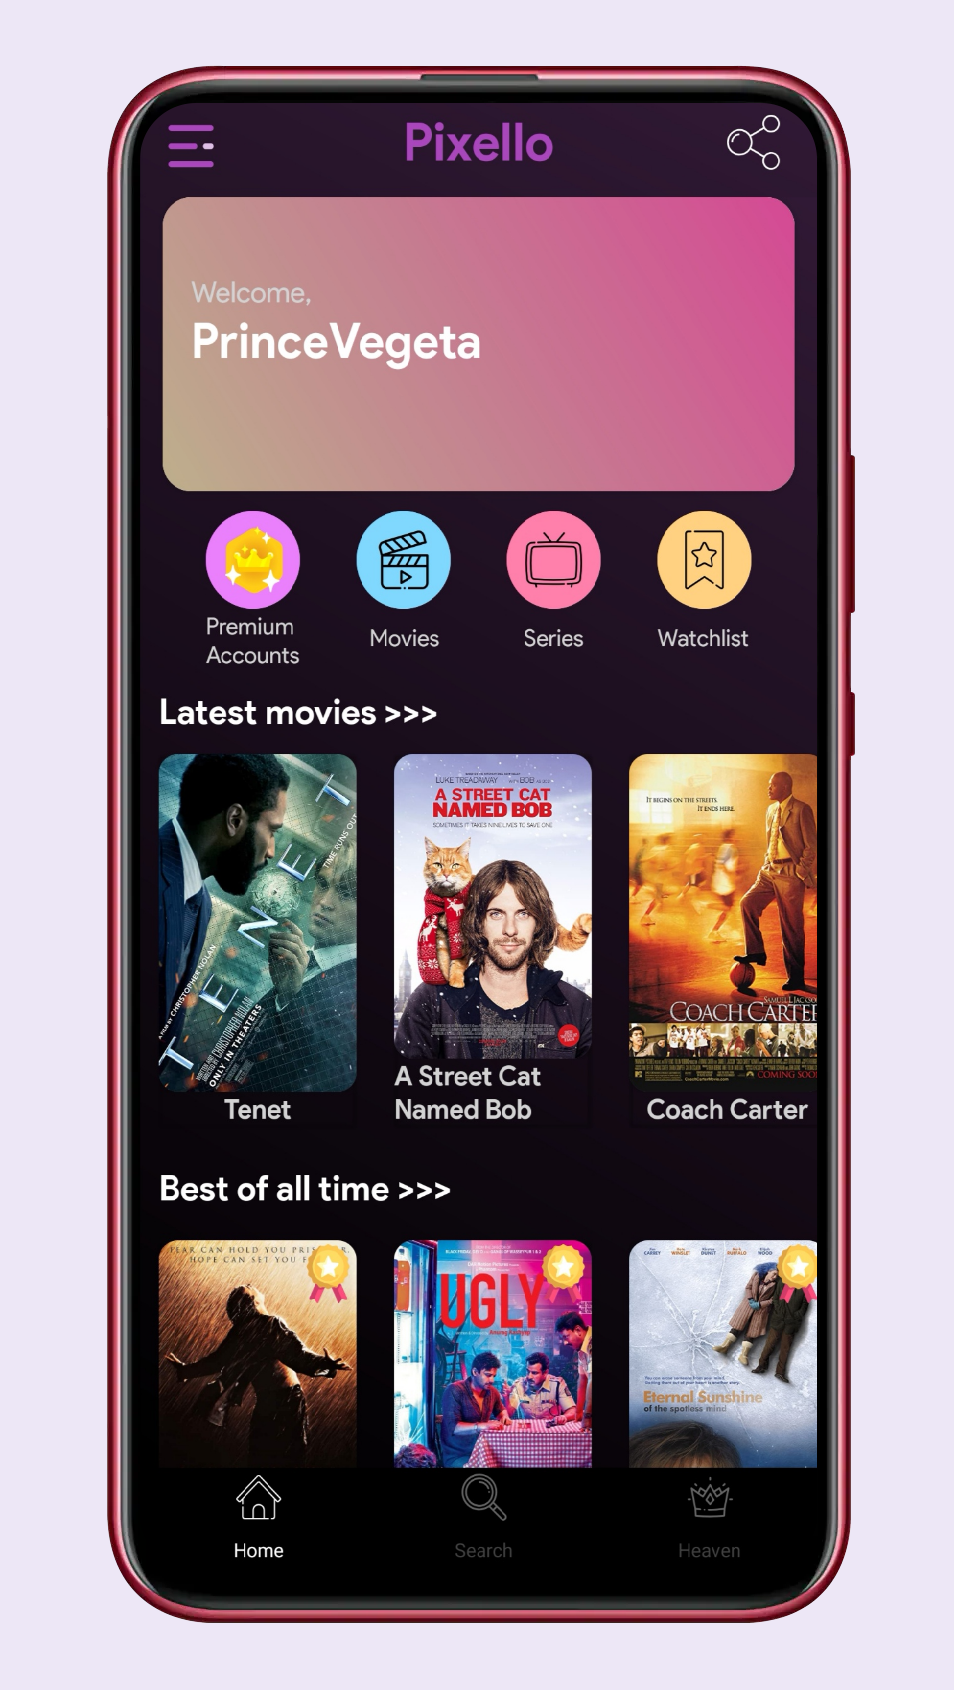 Pixello
Welcome,
PrinceVegeta
Premium
Accounts
Movies
Series
Watchlist
Latest movies >>>
TENET
TIME RUNS OUT
A FILM BY CHRISTOPHER NOLAN
ONLY IN THEATERS
Tenet
LUKE TREADAWAY
BOB
A STREET CAT
NAMED BOB
SOMETIMES IT TAKES NINE LIVES TO SAVE ONE
A Street Cat
Named Bob
IT BEGINS ON THE STREETS.
IT ENDS HERE.
SAMUEL L. JACKSO
COACH CARTER
COMING SOO
Coach Carter
Best of all time >>>
FEAR CAN HOLD YOU PRIS
HOPE CAN SET YOU F
UGLY
Eternal Sunshine
of the spotless mind
Home
Search
Heaven